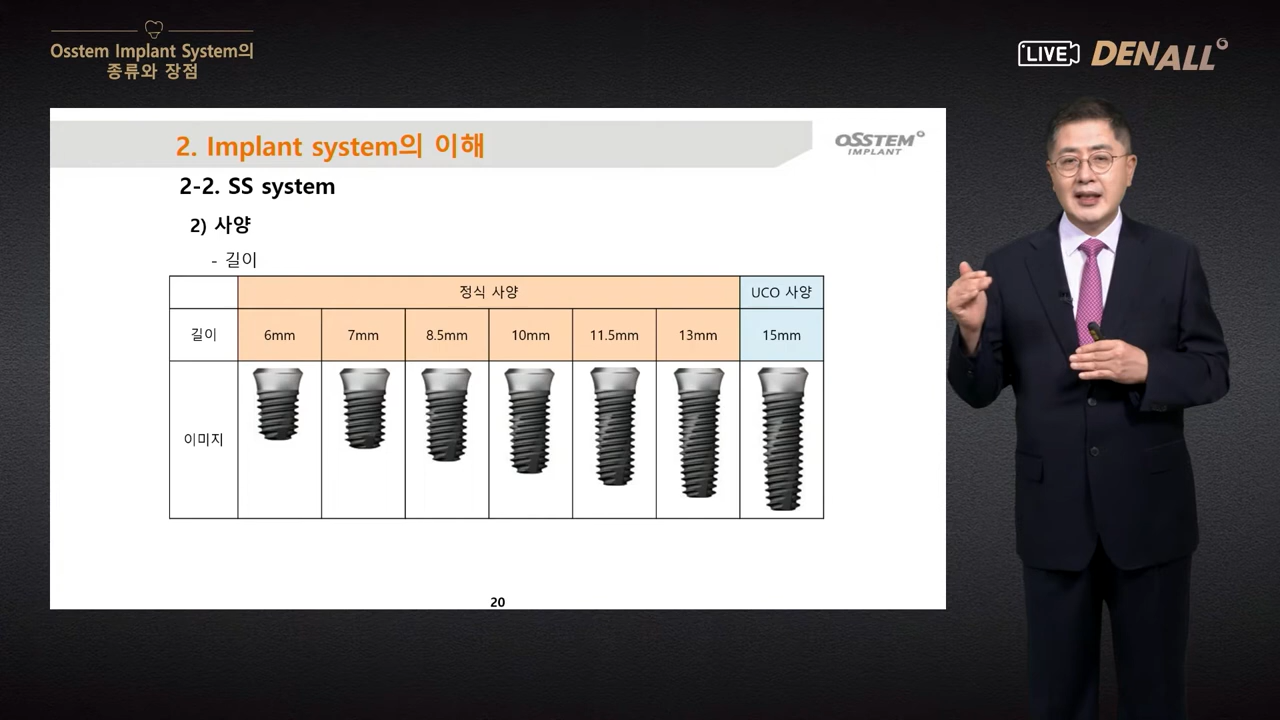 Osstem Implant System의
종류와 장점
LIVE
DENALL
2. Implant system의 이해
OSSTEM
IMPLANT
2-2. SS system
2) 사양
- 길이
정식 사양 UCO 사양
길이 6mm 7mm 8.5mm 10mm 11.5mm 13mm 15mm
이미지
20